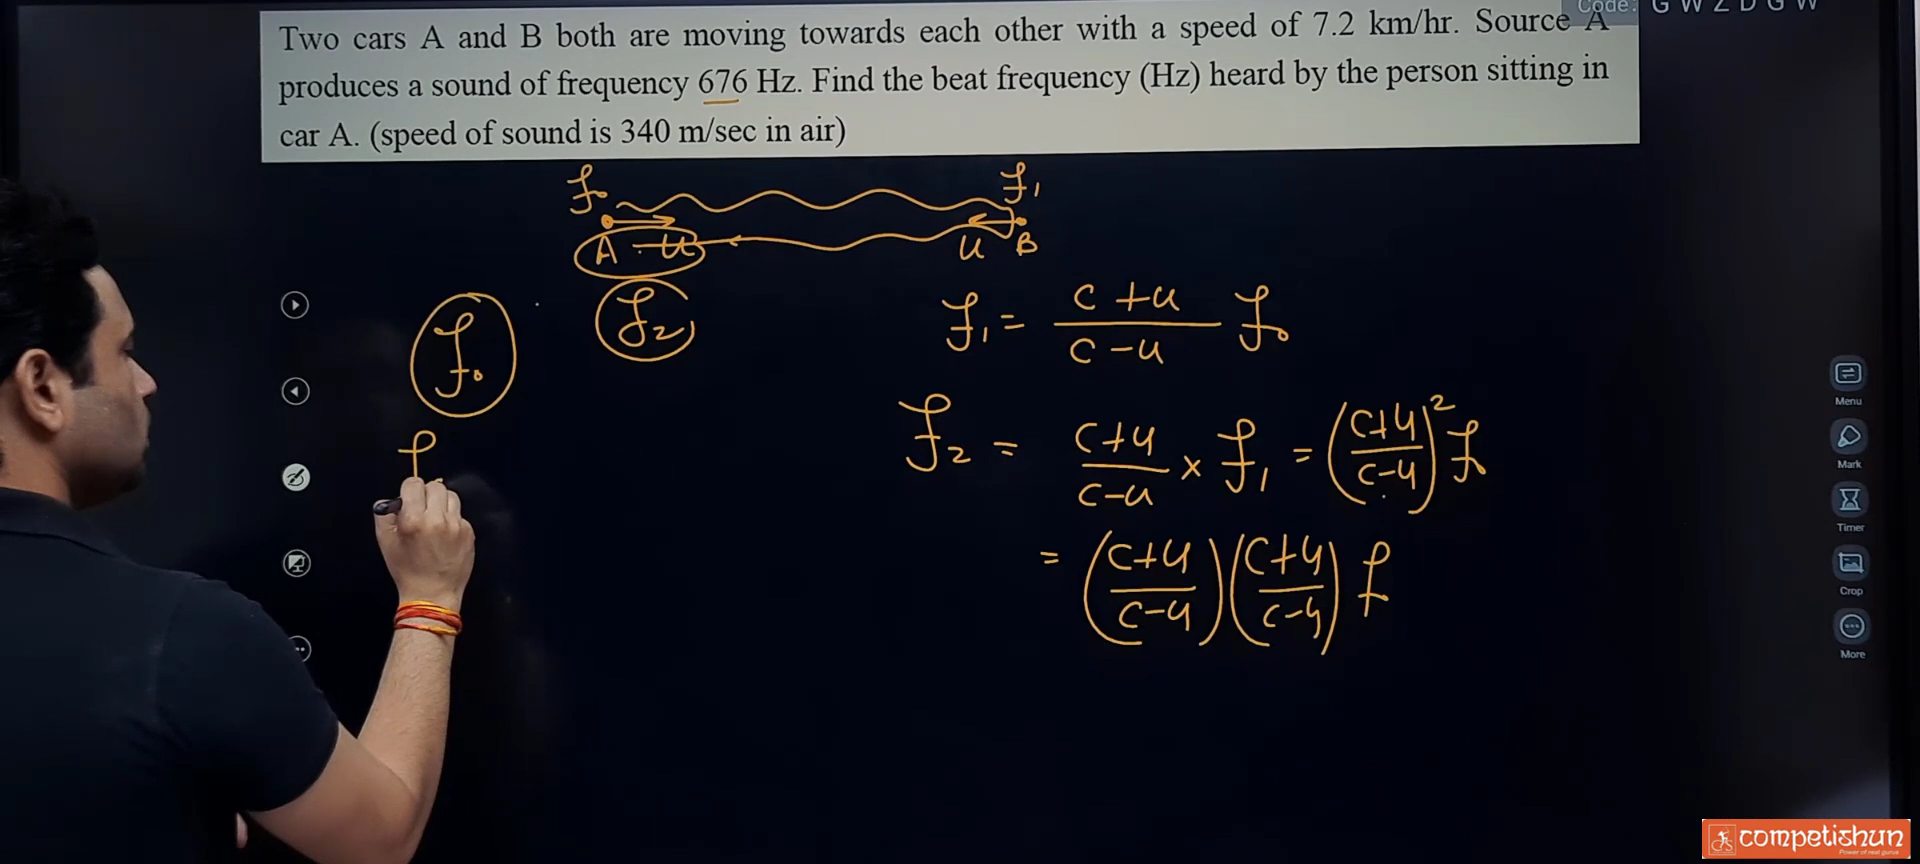 Code: G W Z D G W
Two cars A and B both are moving towards each other with a speed of 7.2 km/hr. Source A
produces a sound of frequency 676 Hz. Find the beat frequency (Hz) heard by the person sitting in
car A. (speed of sound is 340 m/sec in air)
f₀ f₁
A u u B
f₀ f₂
f₁ = (c+u)/(c-u) f₀
f₂ = (c+u)/(c-u) × f₁ = ((c+u)/(c-u))² f₀
f
= ((c+u)/(c-u)) ((c+u)/(c-u)) f
Menu
Mark
Timer
Crop
More
competishun